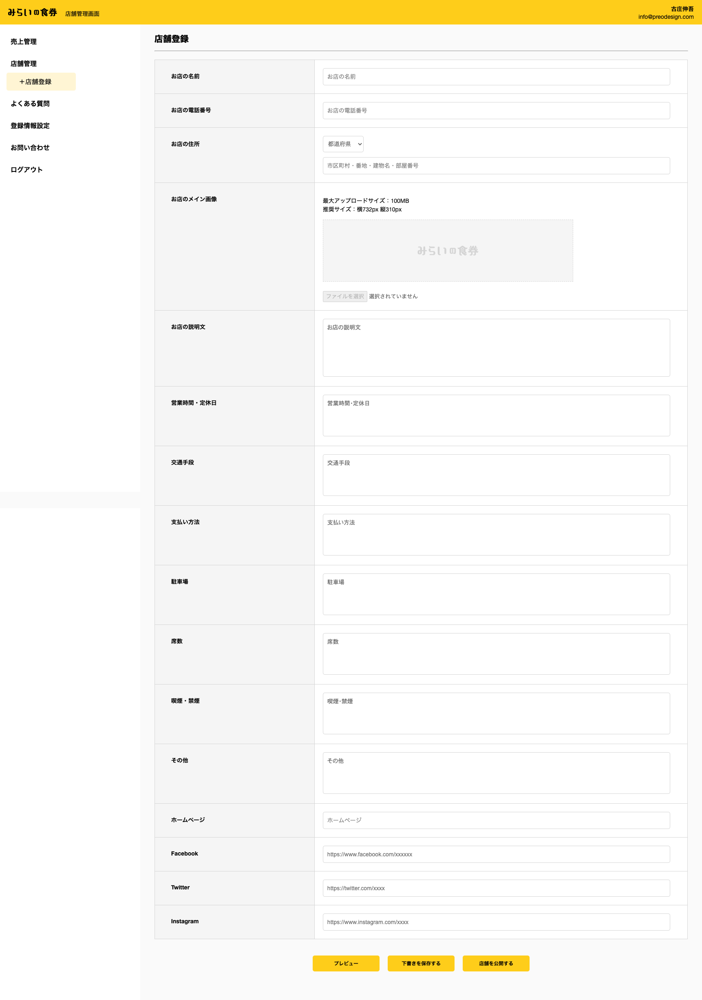 みらいの食券 店舗管理画面
古庄伸吾
info@preodesign.com
売上管理
店舗管理
＋店舗登録
よくある質問
登録情報設定
お問い合わせ
ログアウト
店舗登録
お店の名前
お店の名前
お店の電話番号
お店の電話番号
お店の住所
都道府県
市区町村・番地・建物名・部屋番号
お店のメイン画像
最大アップロードサイズ：100MB
推奨サイズ：横732px 縦310px
みらいの食券
ファイルを選択 選択されていません
お店の説明文
お店の説明文
営業時間・定休日
営業時間･定休日
交通手段
交通手段
支払い方法
支払い方法
駐車場
駐車場
席数
席数
喫煙・禁煙
喫煙･禁煙
その他
その他
ホームページ
ホームページ
Facebook
https://www.facebook.com/xxxxxx
Twitter
https://twitter.com/xxxx
Instagram
https://www.instagram.com/xxxx
プレビュー
下書きを保存する
店舗を公開する